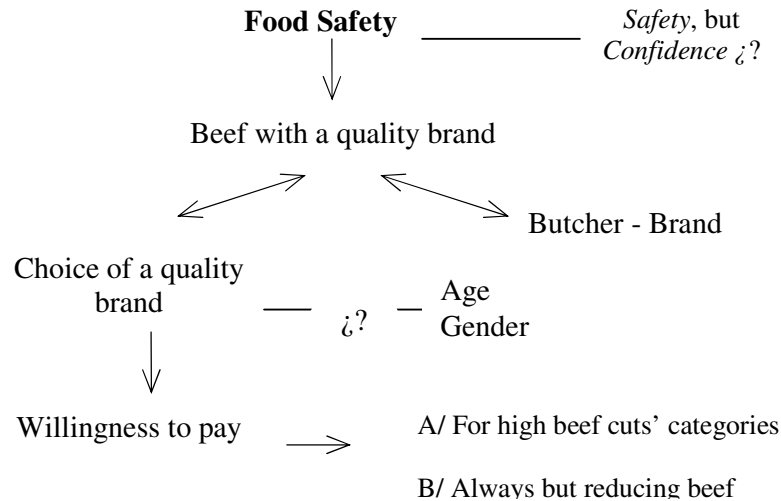 Food Safety
Safety, but
Confidence ¿?
Beef with a quality brand
Butcher - Brand
Choice of a quality
brand
¿?
Age
Gender
Willingness to pay
A/ For high beef cuts’ categories
B/ Always but reducing beef